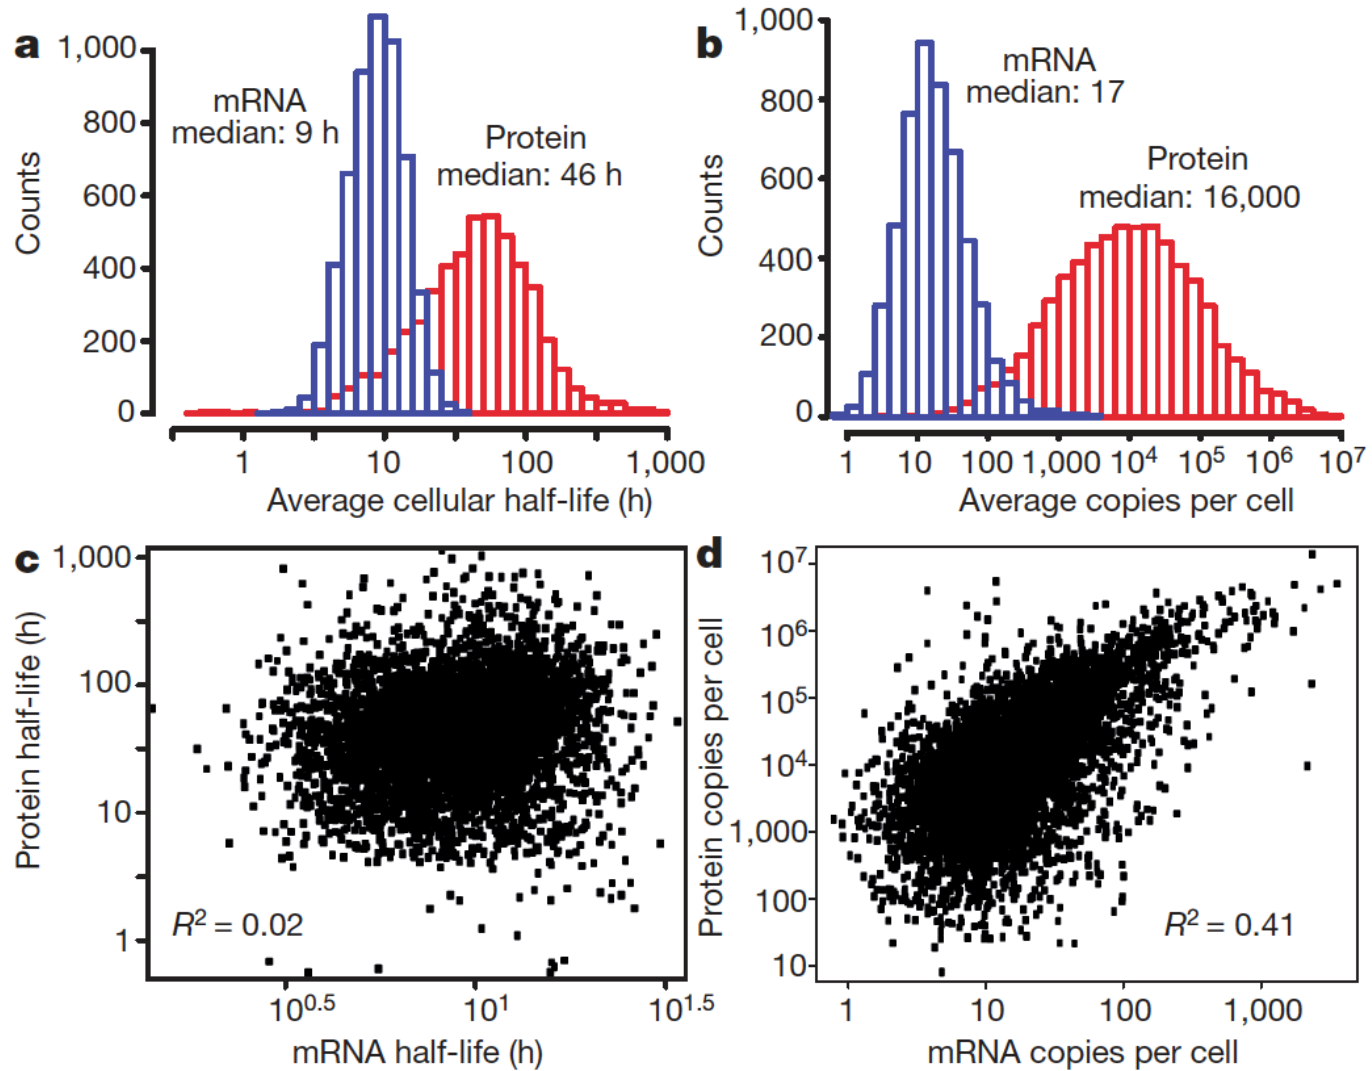 a
1,000
800
600
400
200
0
Counts
mRNA
median: 9 h
Protein
median: 46 h
1 10 100 1,000
Average cellular half-life (h)
b
1,000
800
600
400
200
0
Counts
mRNA
median: 17
Protein
median: 16,000
1 10 100 1,000 10⁴ 10⁵ 10⁶ 10⁷
Average copies per cell
c
1,000
100
10
1
Protein half-life (h)
R² = 0.02
10⁰·⁵ 10¹ 10¹·⁵
mRNA half-life (h)
d
10⁷
10⁶
10⁵
10⁴
1,000
100
10
Protein copies per cell
R² = 0.41
1 10 100 1,000
mRNA copies per cell